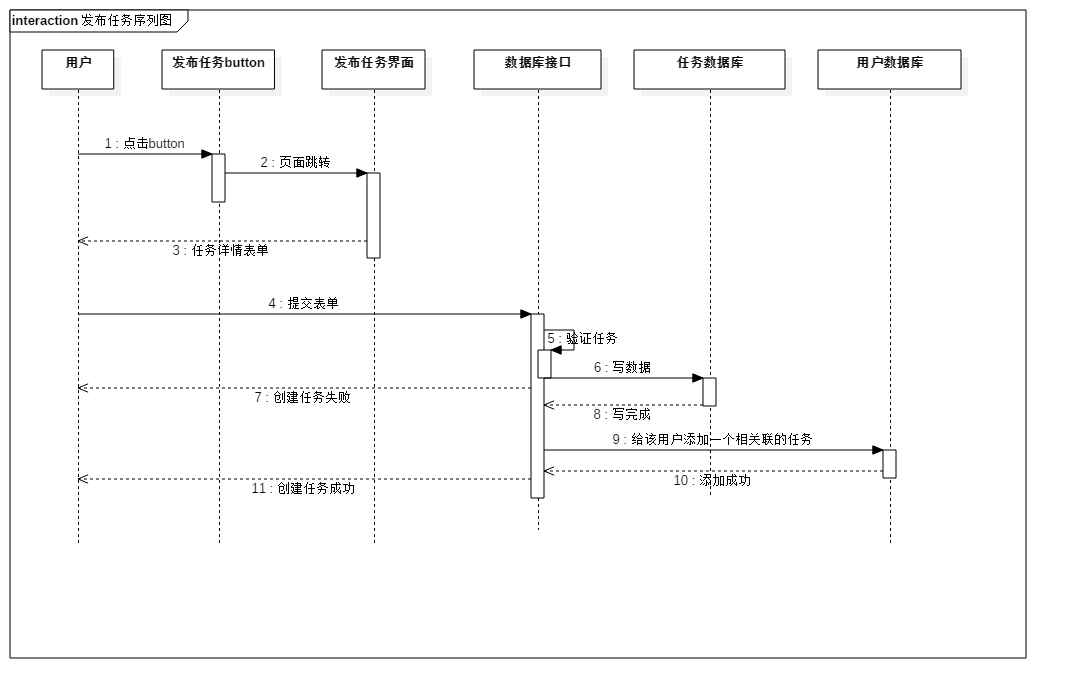 interaction 发布任务序列图
用户
发布任务button
发布任务界面
数据库接口
任务数据库
用户数据库
1 : 点击button
2 : 页面跳转
3 : 任务详情表单
4 : 提交表单
5 : 验证任务
6 : 写数据
7 : 创建任务失败
8 : 写完成
9 : 给该用户添加一个相关联的任务
10 : 添加成功
11 : 创建任务成功